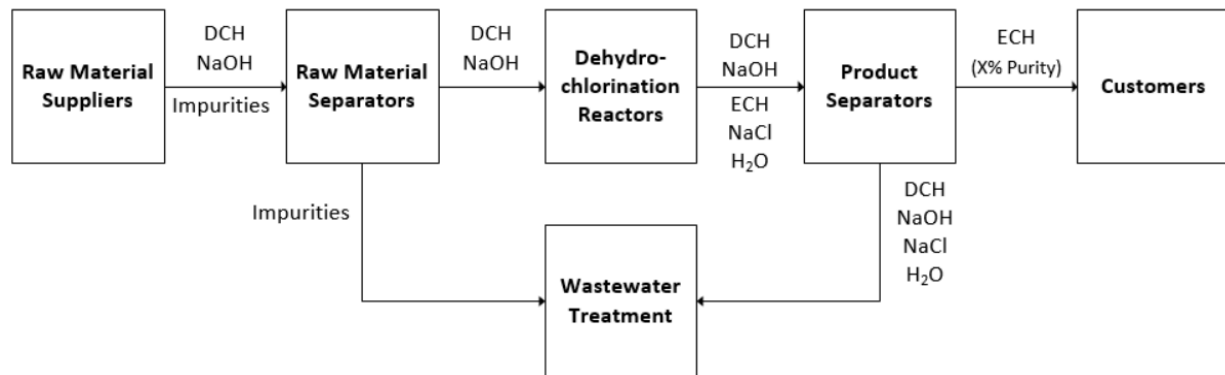 Raw Material
Suppliers
DCH
NaOH
Impurities
Raw Material
Separators
DCH
NaOH
Dehydro-
chlorination
Reactors
DCH
NaOH
ECH
NaCl
H₂O
Product
Separators
ECH
(X% Purity)
Customers
Impurities
Wastewater
Treatment
DCH
NaOH
NaCl
H₂O